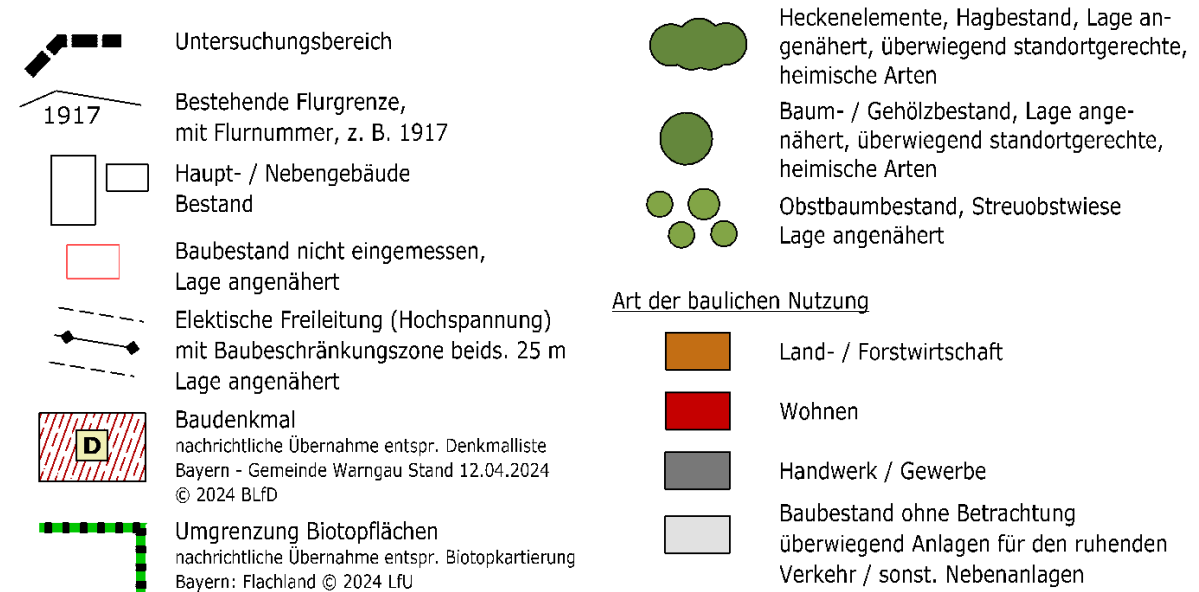 Untersuchungsbereich
1917
Bestehende Flurgrenze,
mit Flurnummer, z. B. 1917
Haupt- / Nebengebäude
Bestand
Baubestand nicht eingemessen,
Lage angenähert
Elektische Freileitung (Hochspannung)
mit Baubeschränkungszone beids. 25 m
Lage angenähert
D
Baudenkmal
nachrichtliche Übernahme entspr. Denkmalliste
Bayern - Gemeinde Warngau Stand 12.04.2024
© 2024 BLfD
Umgrenzung Biotopflächen
nachrichtliche Übernahme entspr. Biotopkartierung
Bayern: Flachland © 2024 LfU
Heckenelemente, Hagbestand, Lage an-
genähert, überwiegend standortgerechte,
heimische Arten
Baum- / Gehölzbestand, Lage ange-
nähert, überwiegend standortgerechte,
heimische Arten
Obstbaumbestand, Streuobstwiese
Lage angenähert
Art der baulichen Nutzung
Land- / Forstwirtschaft
Wohnen
Handwerk / Gewerbe
Baubestand ohne Betrachtung
überwiegend Anlagen für den ruhenden
Verkehr / sonst. Nebenanlagen